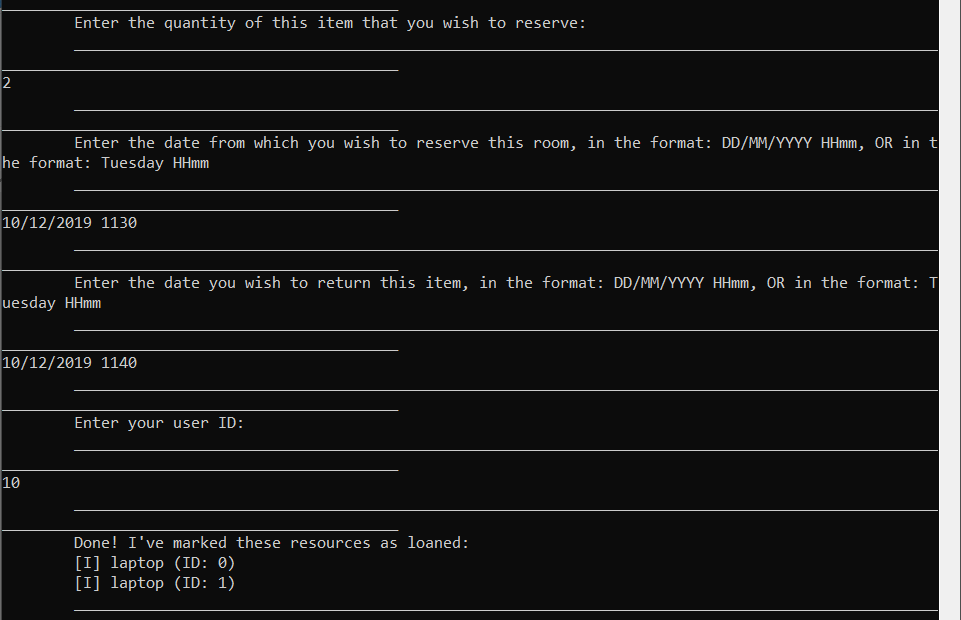 Enter the quantity of this item that you wish to reserve:
2
Enter the date from which you wish to reserve this room, in the format: DD/MM/YYYY HHmm, OR in t
he format: Tuesday HHmm
10/12/2019 1130
Enter the date you wish to return this item, in the format: DD/MM/YYYY HHmm, OR in the format: T
uesday HHmm
10/12/2019 1140
Enter your user ID:
10
Done! I've marked these resources as loaned:
[I] laptop (ID: 0)
[I] laptop (ID: 1)